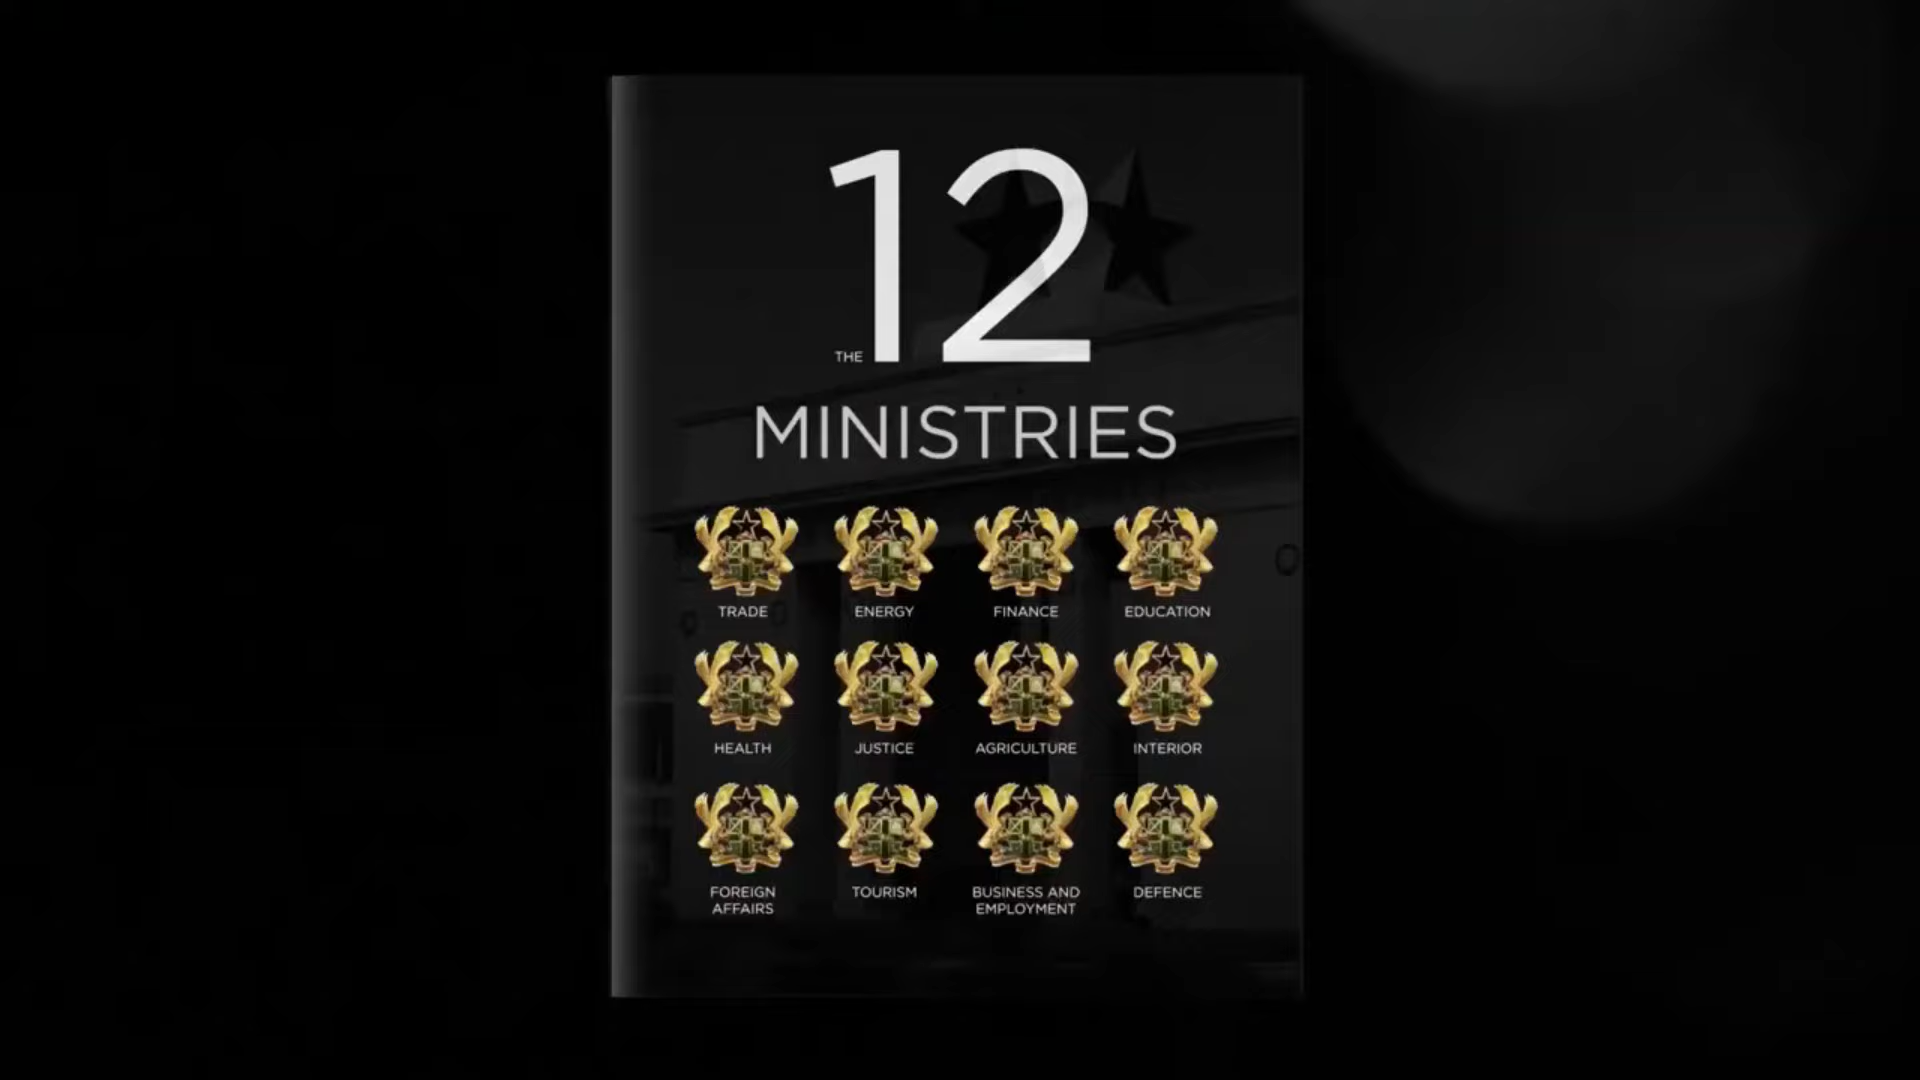 THE 12
MINISTRIES
TRADE ENERGY FINANCE EDUCATION
HEALTH JUSTICE AGRICULTURE INTERIOR
FOREIGN AFFAIRS TOURISM BUSINESS AND EMPLOYMENT DEFENCE